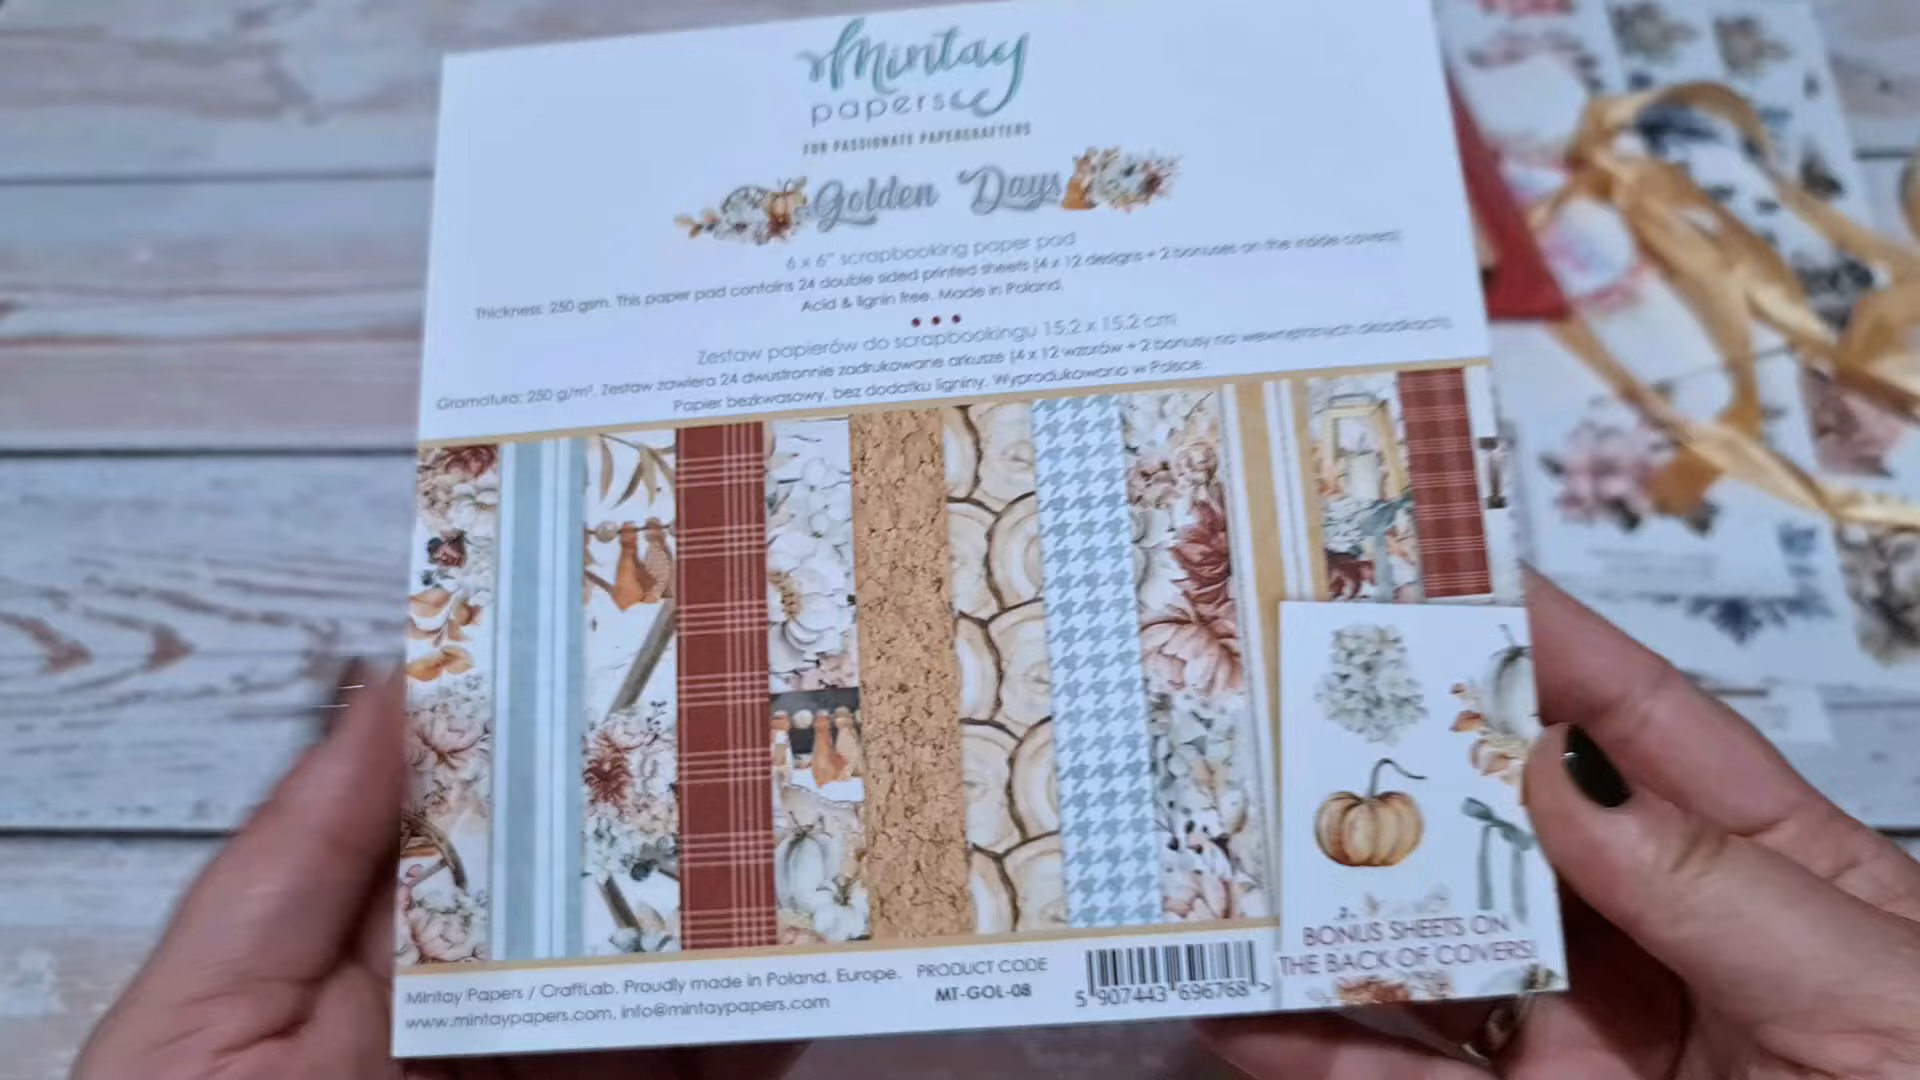 Mintay
papers
FOR PASSIONATE PAPERCRAFTERS
Golden Days
6 x 6" scrapbooking paper pad
Thickness: 250 gsm. This paper pad contains 24 double sided printed sheets (4 x 12 designs + 2 bonuses on the inside covers).
Acid & lignin free. Made in Poland.
Zestaw papierów do scrapbookingu 15,2 x 15,2 cm
Gramatura: 250 g/m². Zestaw zawiera 24 dwustronnie zadrukowane arkusze (4 x 12 wzorów + 2 bonusy na wewnętrznych okładkach).
Papier bezkwasowy, bez dodatku ligniny. Wyprodukowano w Polsce.
BONUS SHEETS ON
THE BACK OF COVERS!
Mintay Papers / CraftLab. Proudly made in Poland, Europe.
www.mintaypapers.com, info@mintaypapers.com
PRODUCT CODE
MT-GOL-08
5 907443 696768 >